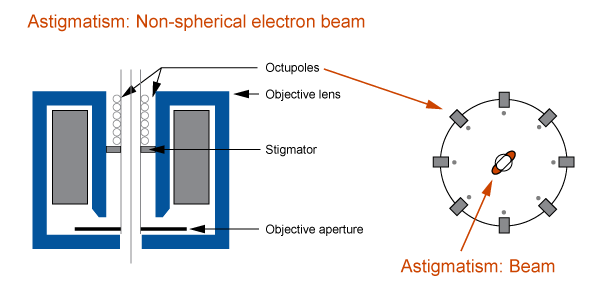 Astigmatism: Non-spherical electron beam
Octupoles
Objective lens
Stigmator
Objective aperture
Astigmatism: Beam